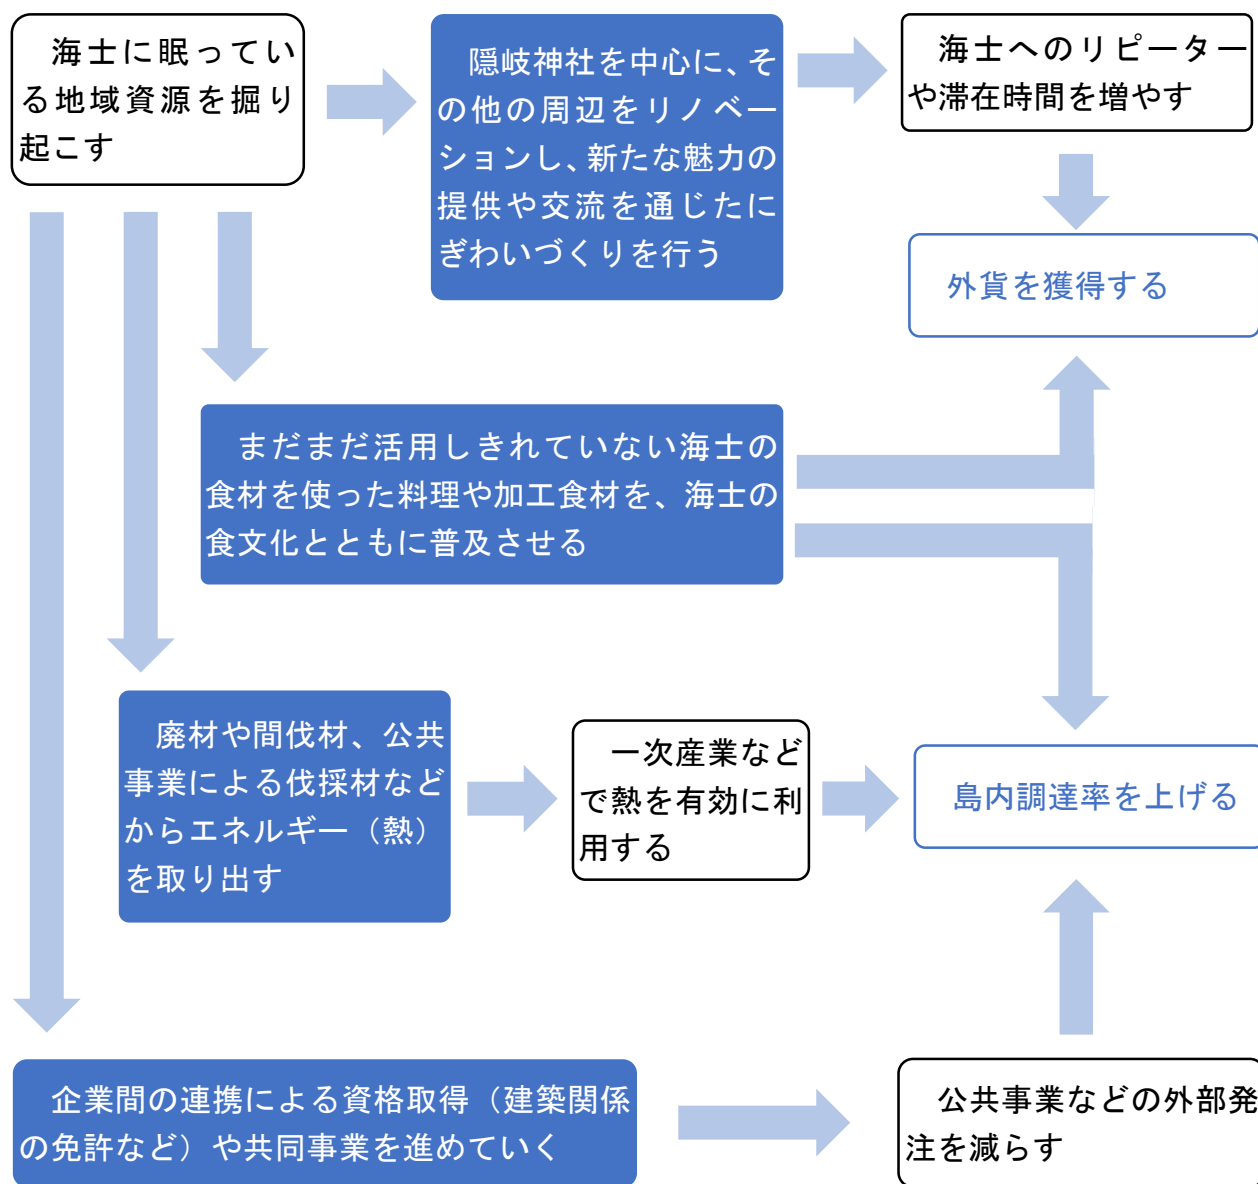 海士に眠ってい
る地域資源を掘り
起こす
隠岐神社を中心に、そ
の他の周辺をリノベー
ションし、新たな魅力の
提供や交流を通じたに
ぎわいづくりを行う
海士へのリピーター
や滞在時間を増やす
外貨を獲得する
まだまだ活用しきれていない海士の
食材を使った料理や加工食材を、海士の
食文化とともに普及させる
廃材や間伐材、公共
事業による伐採材など
からエネルギー（熱）
を取り出す
一次産業など
で熱を有効に利
用する
島内調達率を上げる
企業間の連携による資格取得（建築関係
の免許など）や共同事業を進めていく
公共事業などの外部発
注を減らす